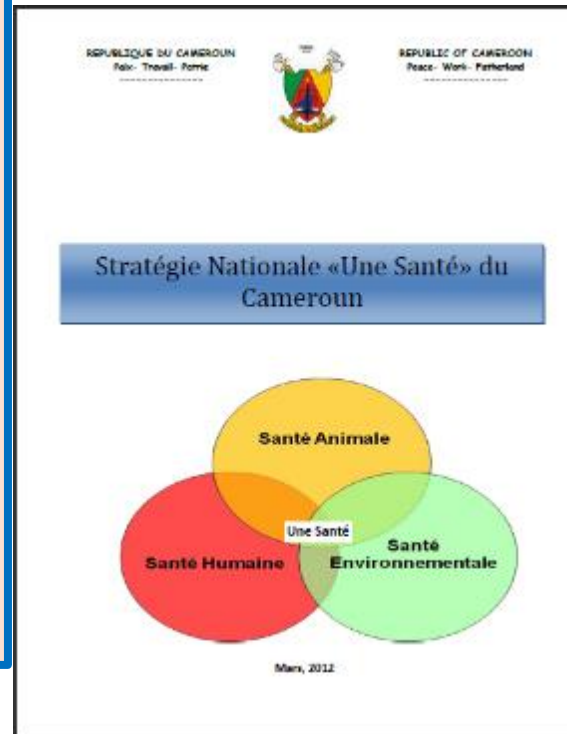 REPUBLIQUE DU CAMEROUN
Paix- Travail- Patrie
REPUBLIC OF CAMEROON
Peace- Work- Fatherland
Stratégie Nationale «Une Santé» du
Cameroun
Santé Animale
Une Santé
Santé Humaine
Santé
Environnementale
Mars, 2012